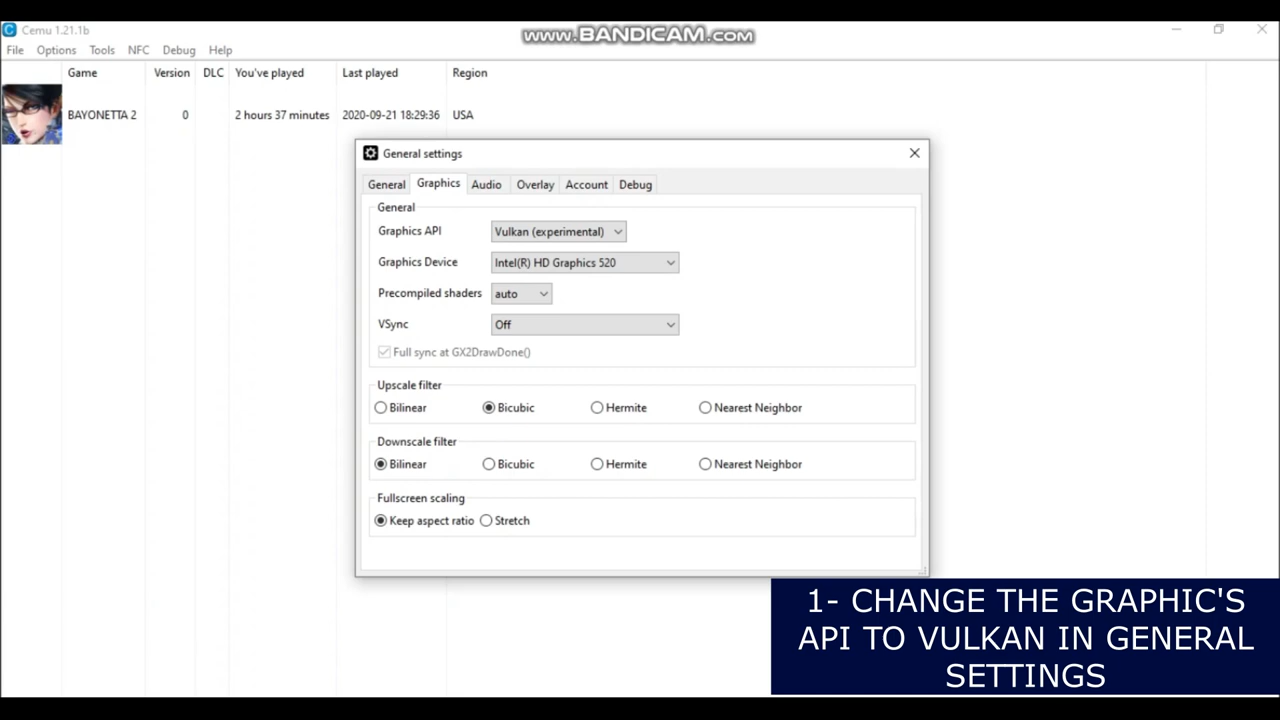 Cemu 1.21.1b
www.BANDICAM.com
File Options Tools NFC Debug Help
Game Version DLC You've played Last played Region
BAYONETTA 2 0 2 hours 37 minutes 2020-09-21 18:29:36 USA
General settings
General Graphics Audio Overlay Account Debug
General
Graphics API Vulkan (experimental)
Graphics Device Intel(R) HD Graphics 520
Precompiled shaders auto
VSync Off
Full sync at GX2DrawDone()
Upscale filter
Bilinear Bicubic Hermite Nearest Neighbor
Downscale filter
Bilinear Bicubic Hermite Nearest Neighbor
Fullscreen scaling
Keep aspect ratio Stretch
1- CHANGE THE GRAPHIC'S
API TO VULKAN IN GENERAL
SETTINGS